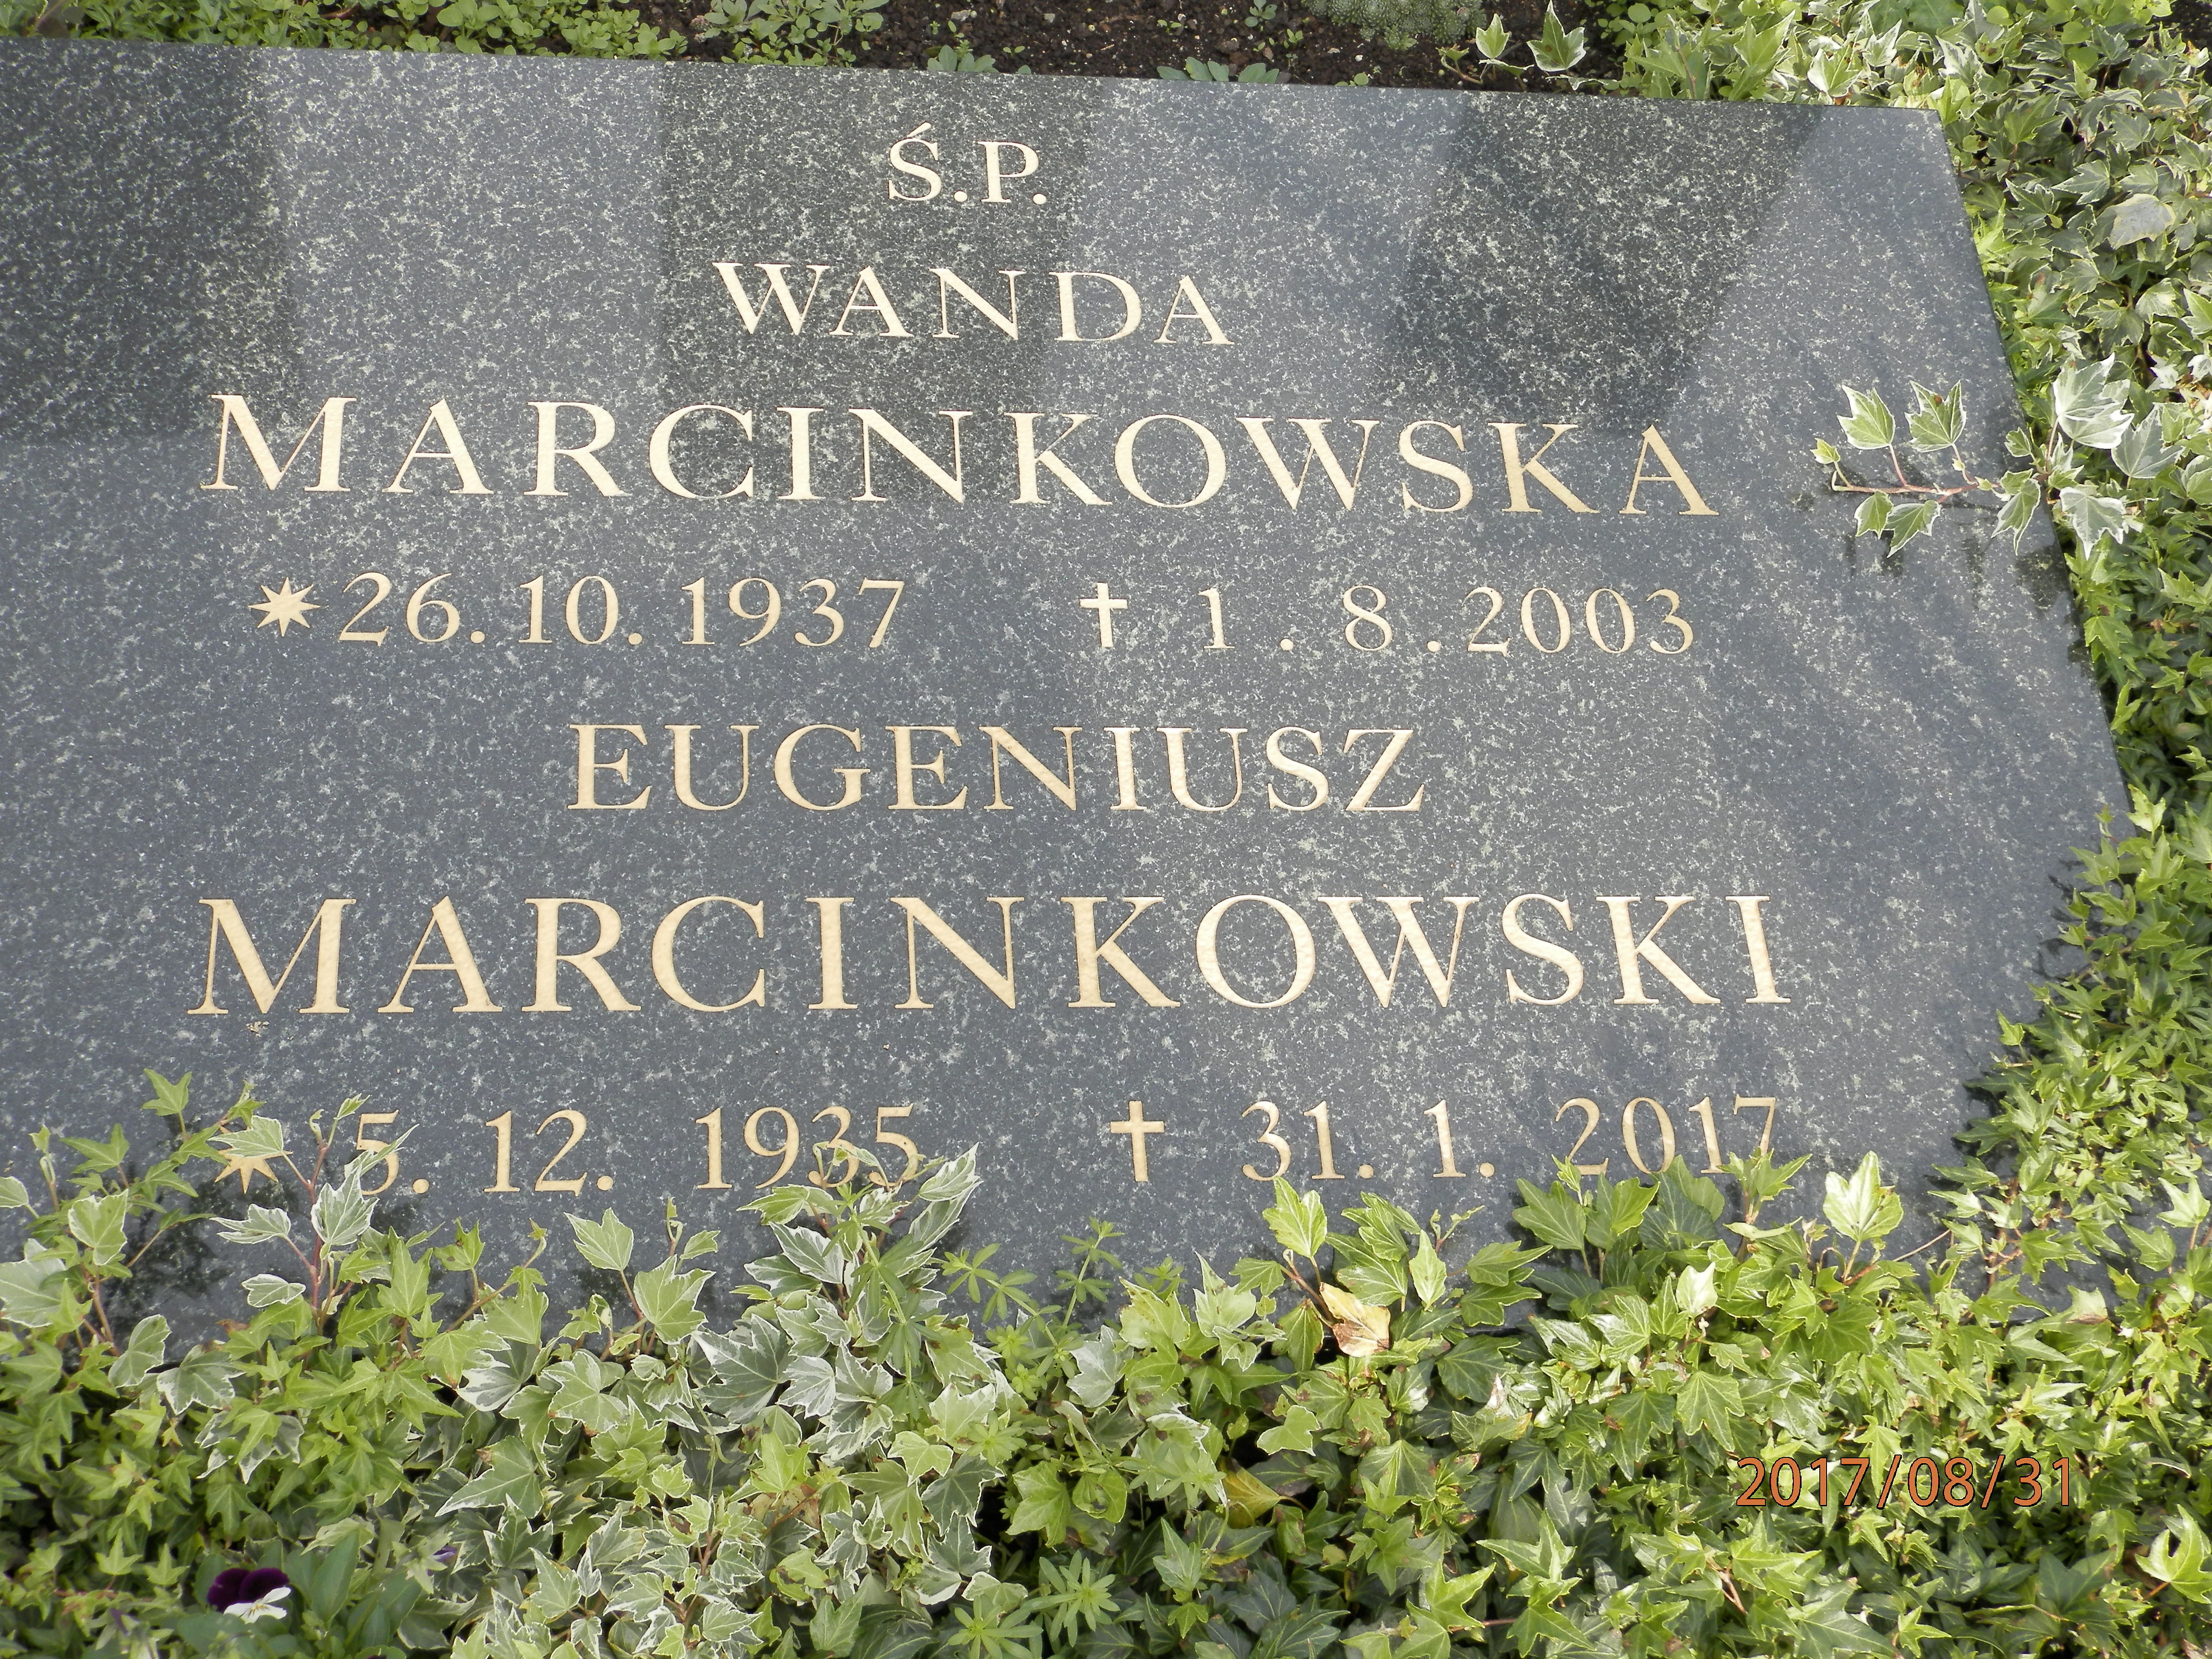 Ś.P.
WANDA
MARCINKOWSKA
✷ 26.10.1937 ✝ 1.8.2003
EUGENIUSZ
MARCINKOWSKI
✷ 5.12. 1935 ✝ 31.1. 2017
2017/08/31